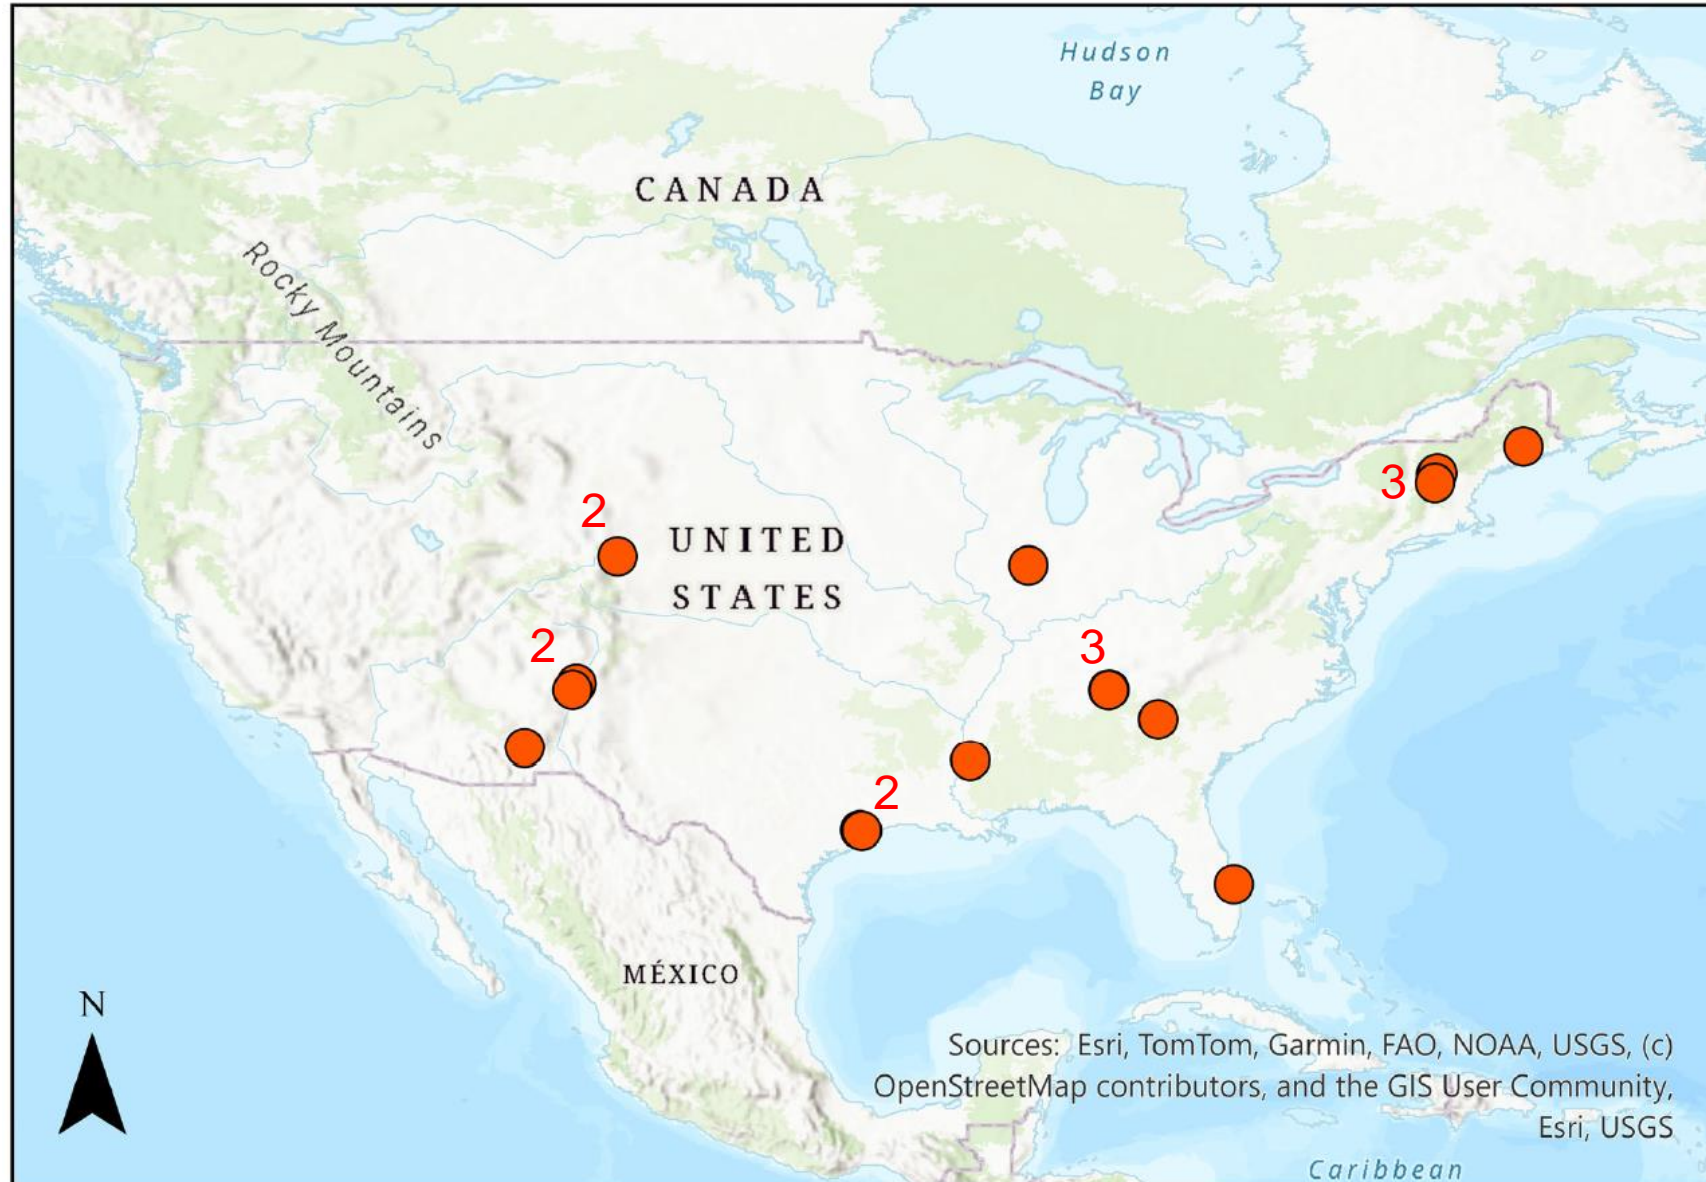 Hudson
Bay
CANADA
Rocky Mountains
3
2
UNITED
STATES
2
3
2
MÉXICO
N
Sources: Esri, TomTom, Garmin, FAO, NOAA, USGS, (c)
OpenStreetMap contributors, and the GIS User Community,
Esri, USGS
Caribbean